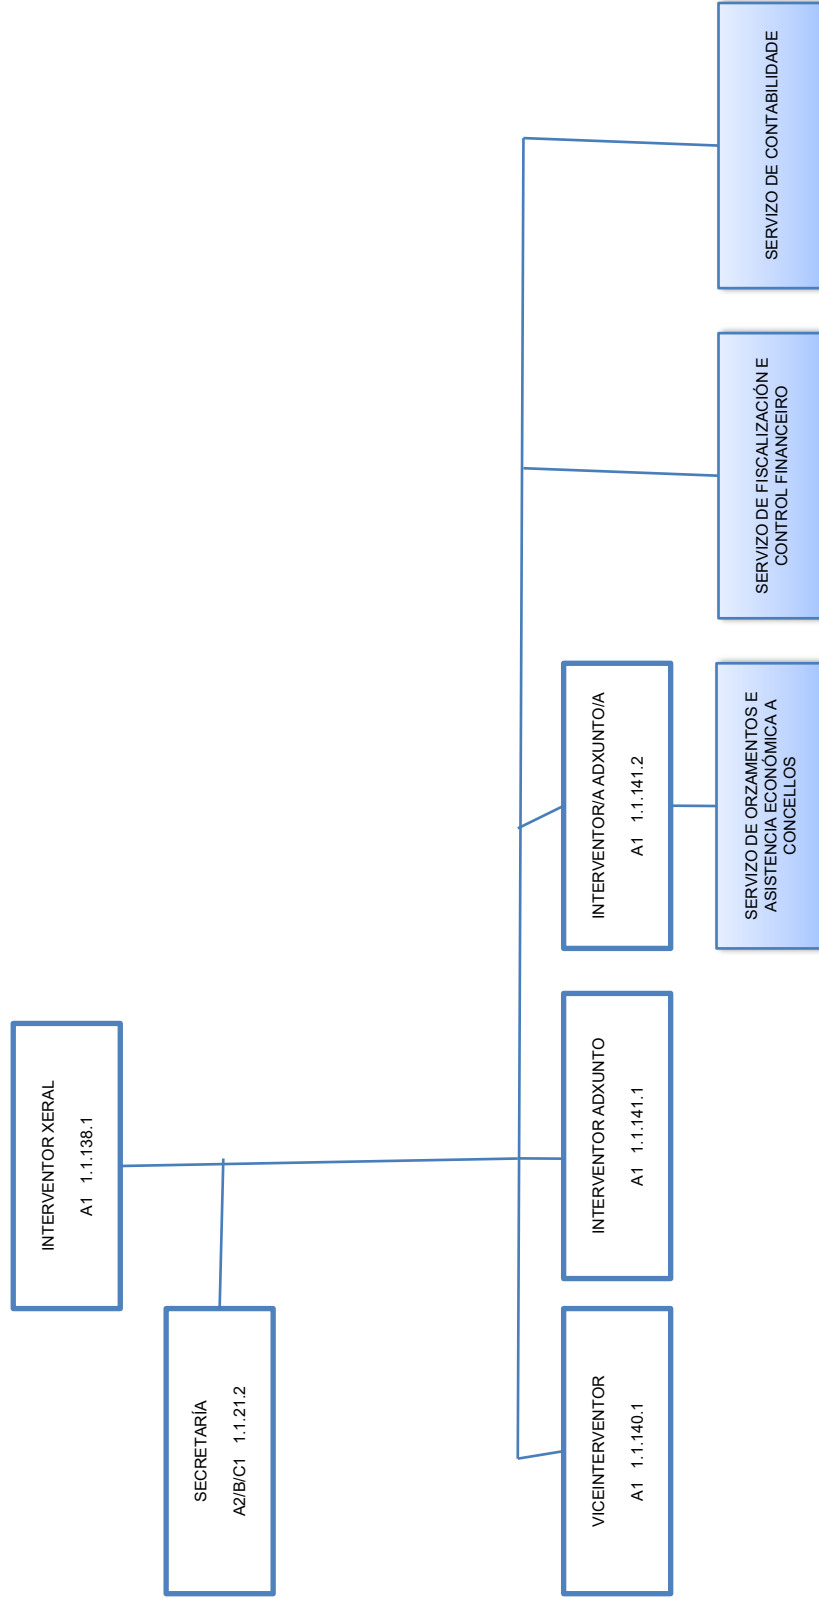 INTERVENTOR XERAL
A1 1.1.138.1
SECRETARÍA
A2/B/C1 1.1.21.2
VICEINTERVENTOR
A1 1.1.140.1
INTERVENTOR ADXUNTO
A1 1.1.141.1
INTERVENTOR/A ADXUNTO/A
A1 1.1.141.2
SERVIZO DE ORZAMENTOS E
ASISTENCIA ECONÓMICA A
CONCELLOS
SERVIZO DE FISCALIZACIÓN E
CONTROL FINANCEIRO
SERVIZO DE CONTABILIDADE